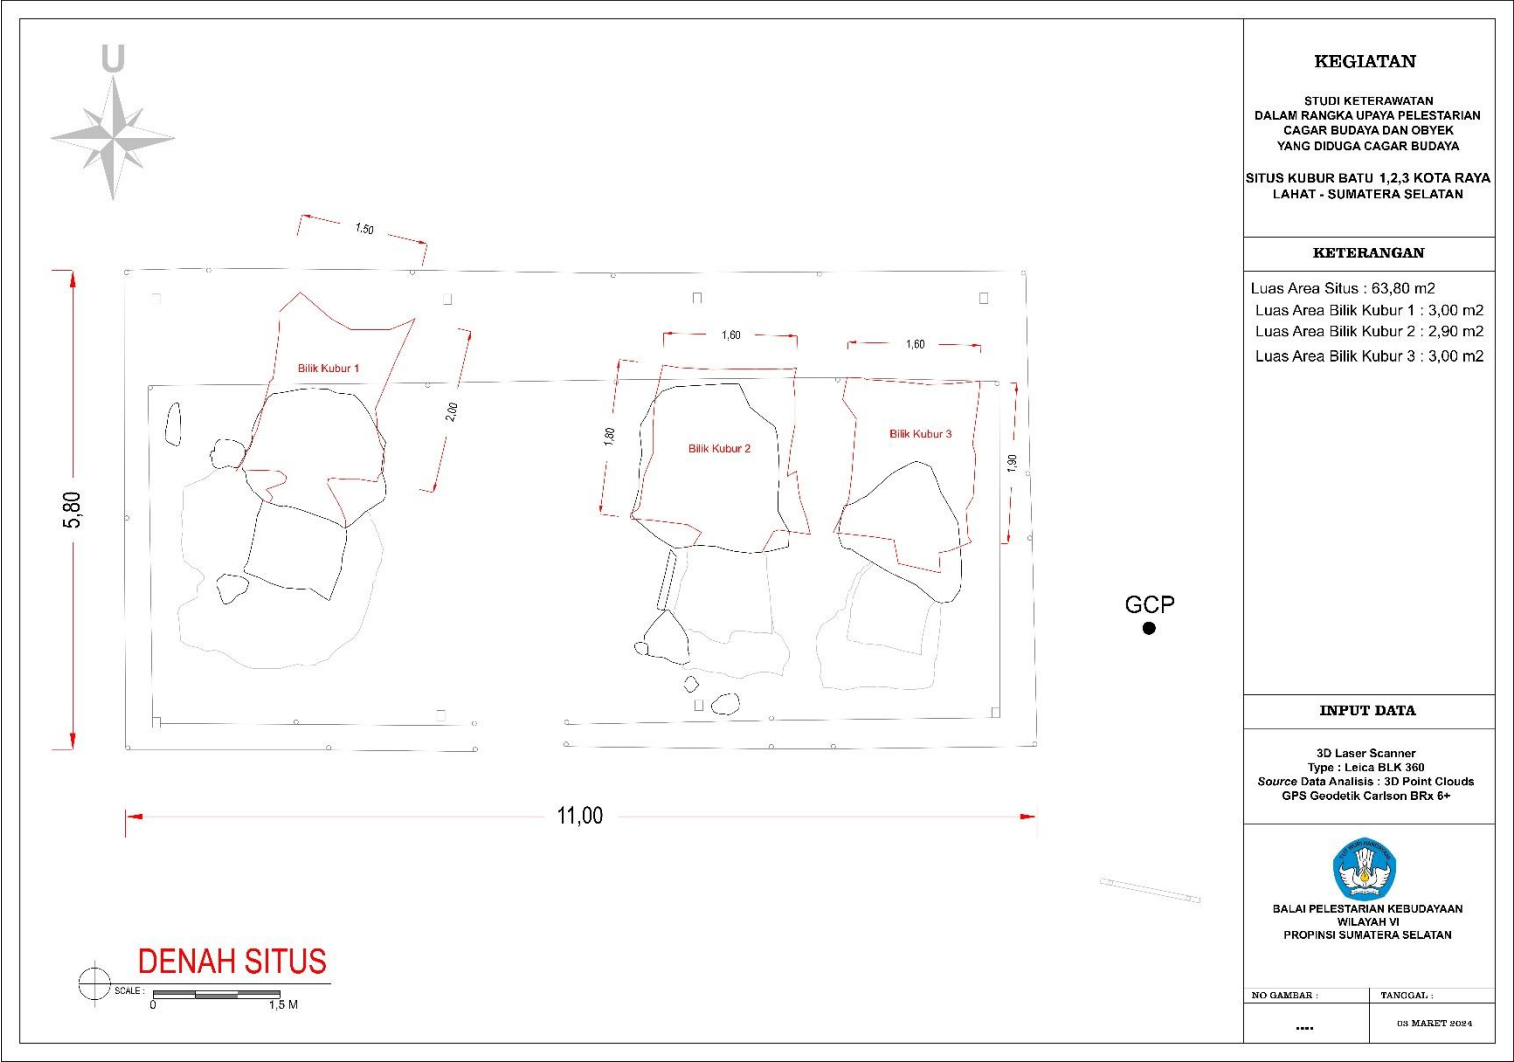 U
1.50
Bilik Kubur 1
2,00
1,60
1,60
1,80
Bilik Kubur 2
Bilik Kubur 3
1,90
5,80
GCP
11,00
DENAH SITUS
SCALE :
0
1,5 M
KEGIATAN
STUDI KETERAWATAN
DALAM RANGKA UPAYA PELESTARIAN
CAGAR BUDAYA DAN OBYEK
YANG DIDUGA CAGAR BUDAYA
SITUS KUBUR BATU 1,2,3 KOTA RAYA
LAHAT - SUMATERA SELATAN
KETERANGAN
Luas Area Situs : 63,80 m2
Luas Area Bilik Kubur 1 : 3,00 m2
Luas Area Bilik Kubur 2 : 2,90 m2
Luas Area Bilik Kubur 3 : 3,00 m2
INPUT DATA
3D Laser Scanner
Type : Leica BLK 360
Source Data Analisis : 3D Point Clouds
GPS Geodetik Carlson BRx 6+
BALAI PELESTARIAN KEBUDAYAAN
WILAYAH VI
PROPINSI SUMATERA SELATAN
NO GAMBAR :
TANGGAL :
....
03 MARET 2024